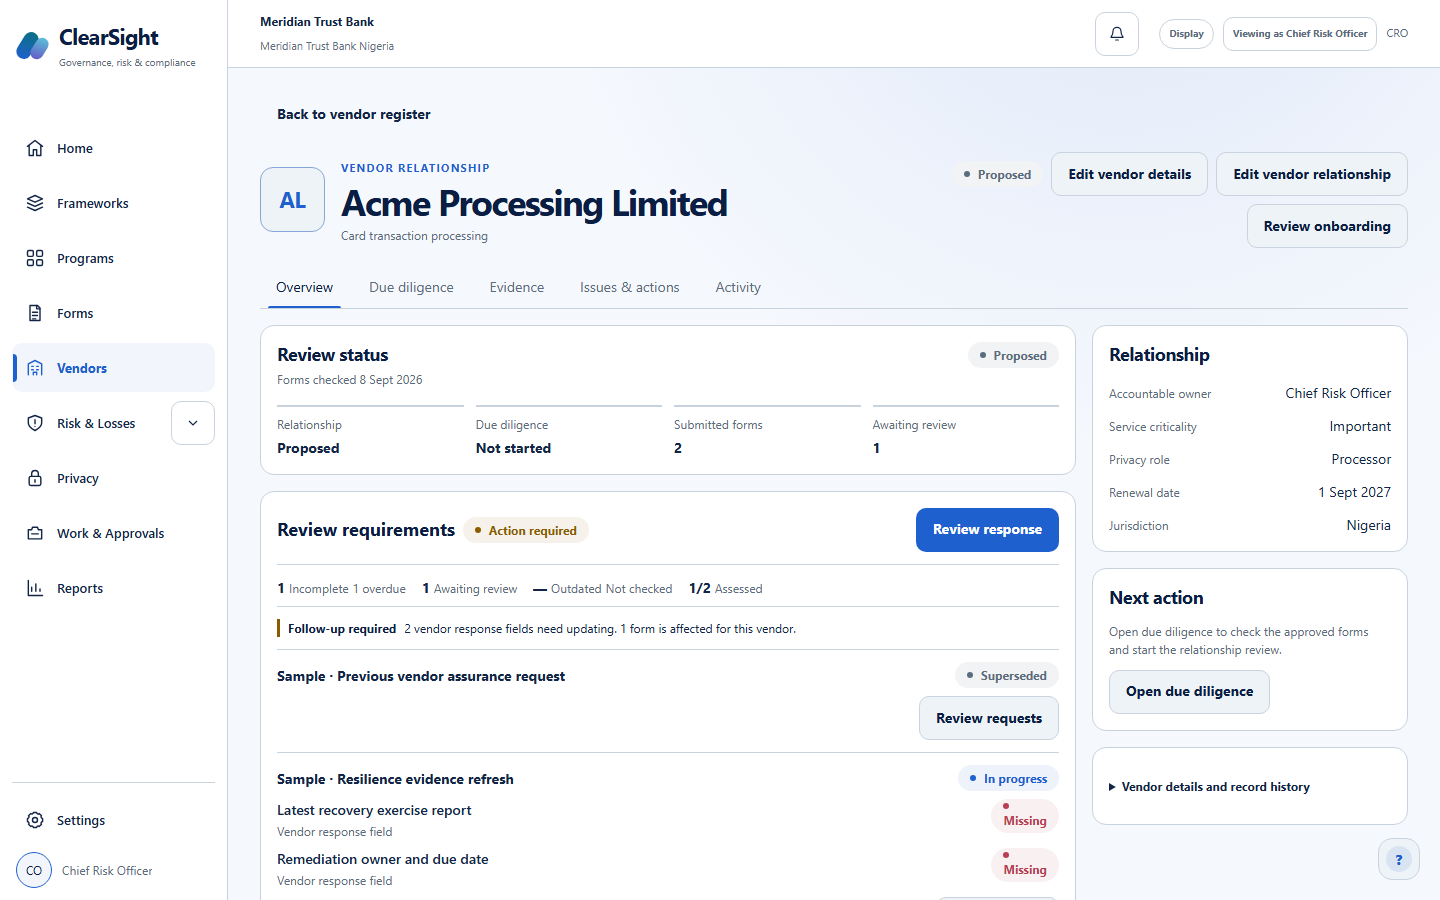 ClearSight
Governance, risk & compliance
Home
Frameworks
Programs
Forms
Vendors
Risk & Losses
Privacy
Work & Approvals
Reports
Settings
CO
Chief Risk Officer
Meridian Trust Bank
Meridian Trust Bank Nigeria
Display
Viewing as Chief Risk Officer
CRO
Back to vendor register
AL
VENDOR RELATIONSHIP
Acme Processing Limited
Card transaction processing
Proposed
Edit vendor details
Edit vendor relationship
Review onboarding
Overview
Due diligence
Evidence
Issues & actions
Activity
Review status
Proposed
Forms checked 8 Sept 2026
Relationship
Proposed
Due diligence
Not started
Submitted forms
2
Awaiting review
1
Review requirements
Action required
Review response
1 Incomplete 1 overdue
1 Awaiting review
— Outdated Not checked
1/2 Assessed
Follow-up required 2 vendor response fields need updating. 1 form is affected for this vendor.
Sample · Previous vendor assurance request
Superseded
Review requests
Sample · Resilience evidence refresh
In progress
Latest recovery exercise report
Vendor response field
Missing
Remediation owner and due date
Vendor response field
Missing
Relationship
Accountable owner
Chief Risk Officer
Service criticality
Important
Privacy role
Processor
Renewal date
1 Sept 2027
Jurisdiction
Nigeria
Next action
Open due diligence to check the approved forms
and start the relationship review.
Open due diligence
Vendor details and record history
?